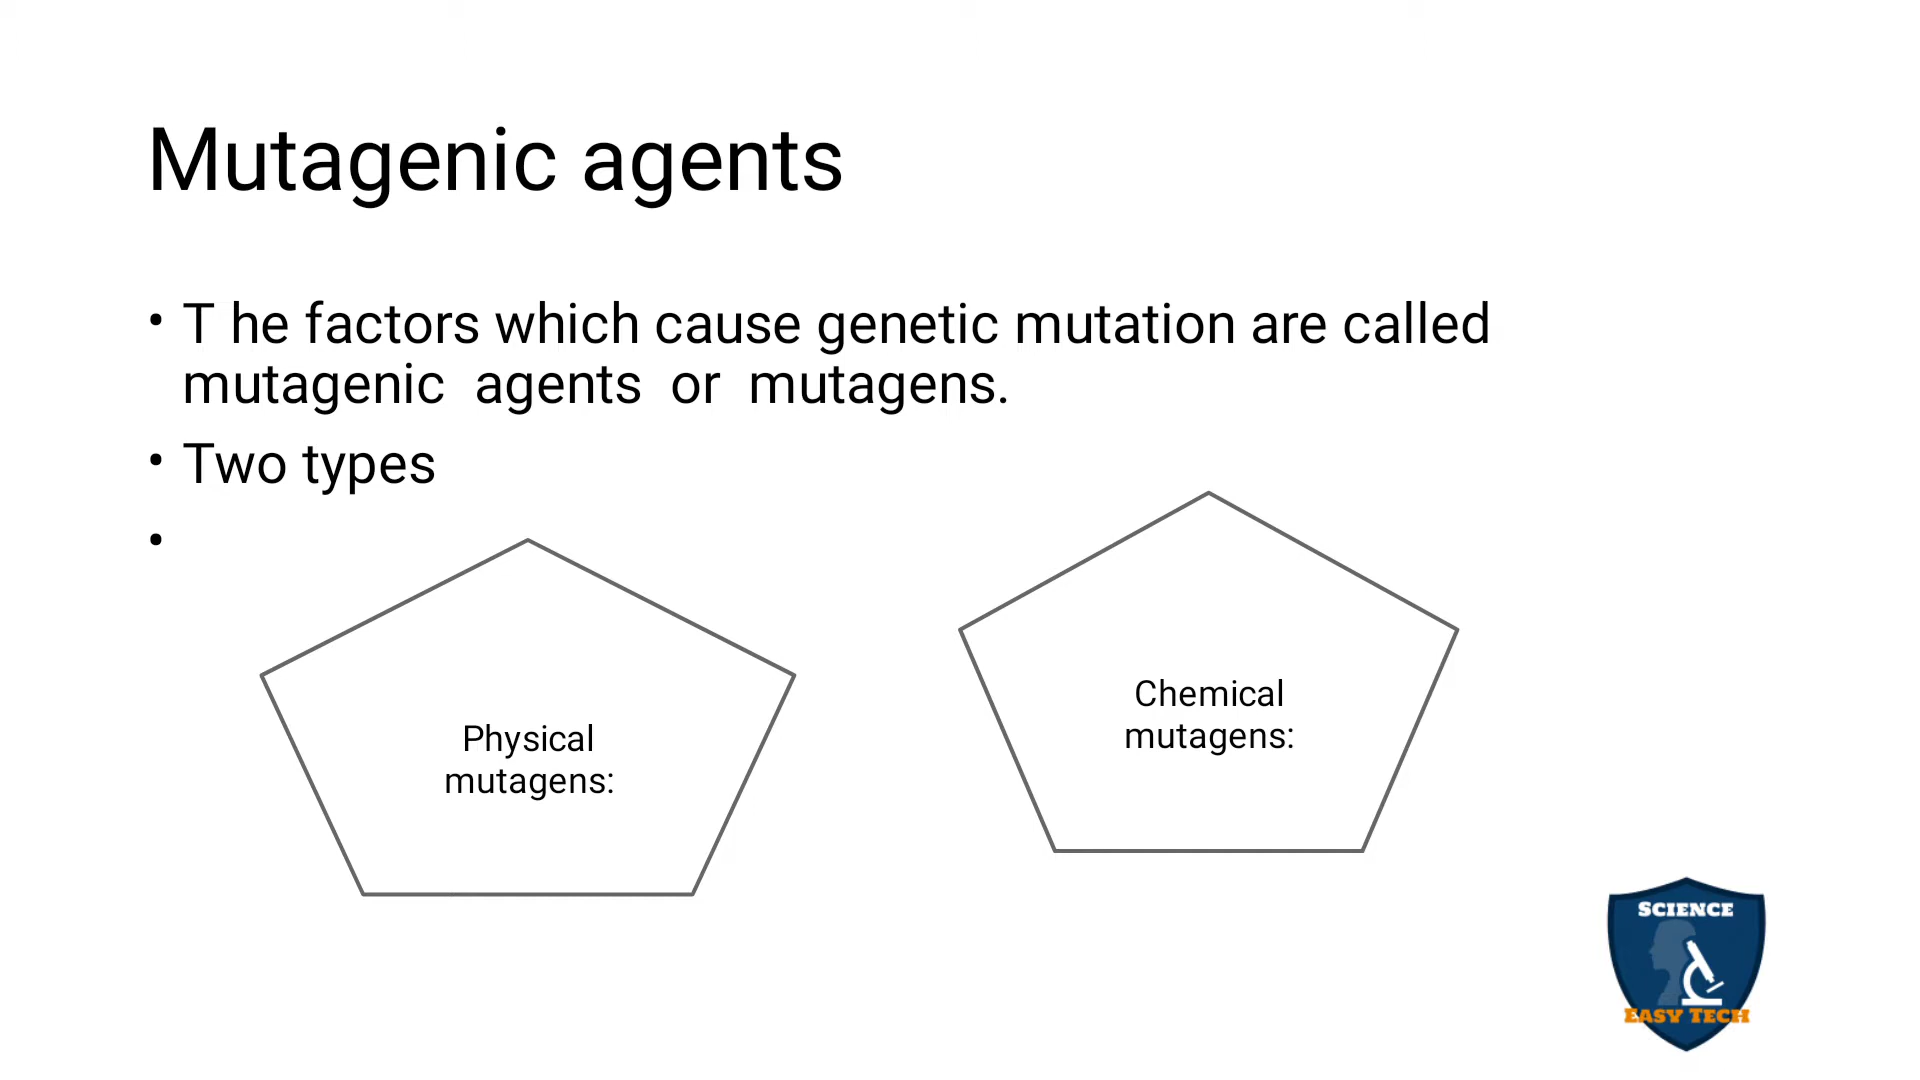 Mutagenic agents
• T he factors which cause genetic mutation are called
mutagenic agents or mutagens.
• Two types
•
Physical
mutagens:
Chemical
mutagens:
SCIENCE
EASY TECH